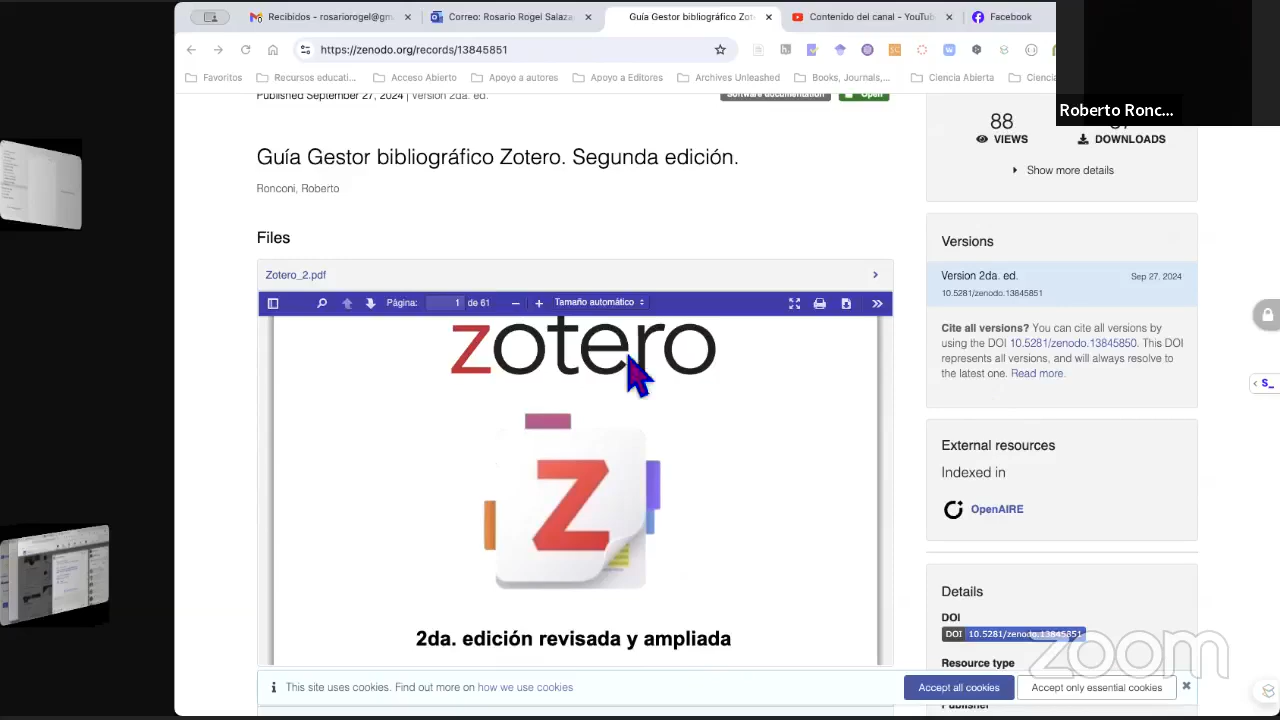 Recibidos - rosariorogel@gm
Correo: Rosario Rogel Salaza
Guía Gestor bibliográfico Zot
Contenido del canal - YouTub
Facebook
https://zenodo.org/records/13845851
Favoritos
Recursos educati...
Acceso Abierto
Apoyo a autores
Apoyo a Editores
Archives Unleashed
Books, Journals,...
Ciencia Abierta
Ciencia
Roberto Ronc...
Published September 27, 2024 | Version 2da. ed.
Software documentation
Open
88
VIEWS
DOWNLOADS
Show more details
Guía Gestor bibliográfico Zotero. Segunda edición.
Ronconi, Roberto
Files
Zotero_2.pdf
Página: 1 de 61
Tamaño automático
zotero
Z
2da. edición revisada y ampliada
Versions
Version 2da. ed.
Sep 27, 2024
10.5281/zenodo.13845851
Cite all versions? You can cite all versions by
using the DOI 10.5281/zenodo.13845850. This DOI
represents all versions, and will always resolve to
the latest one. Read more.
External resources
Indexed in
OpenAIRE
Details
DOI
DOI 10.5281/zenodo.13845851
Resource type
Publisher
This site uses cookies. Find out more on how we use cookies
Accept all cookies
Accept only essential cookies
S_
zoom